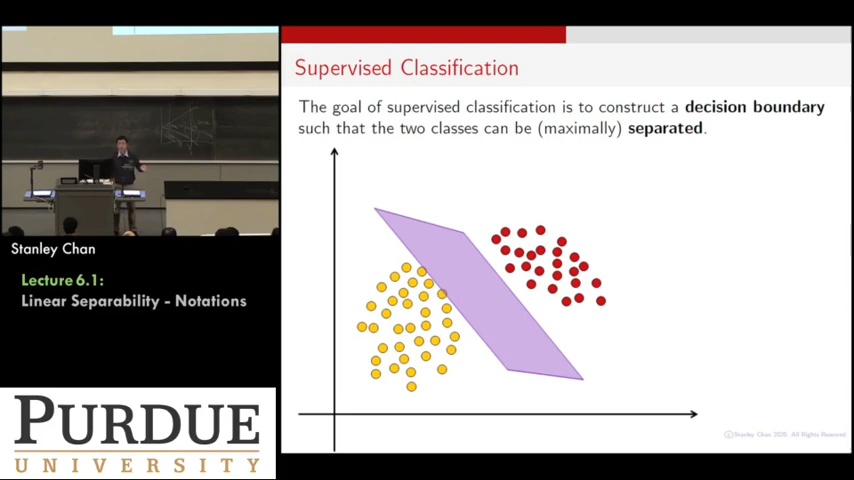 Supervised Classification
The goal of supervised classification is to construct a decision boundary
such that the two classes can be (maximally) separated.
Stanley Chan
Lecture 6.1:
Linear Separability - Notations
PURDUE
UNIVERSITY
©Stanley Chan 2020. All Rights Reserved